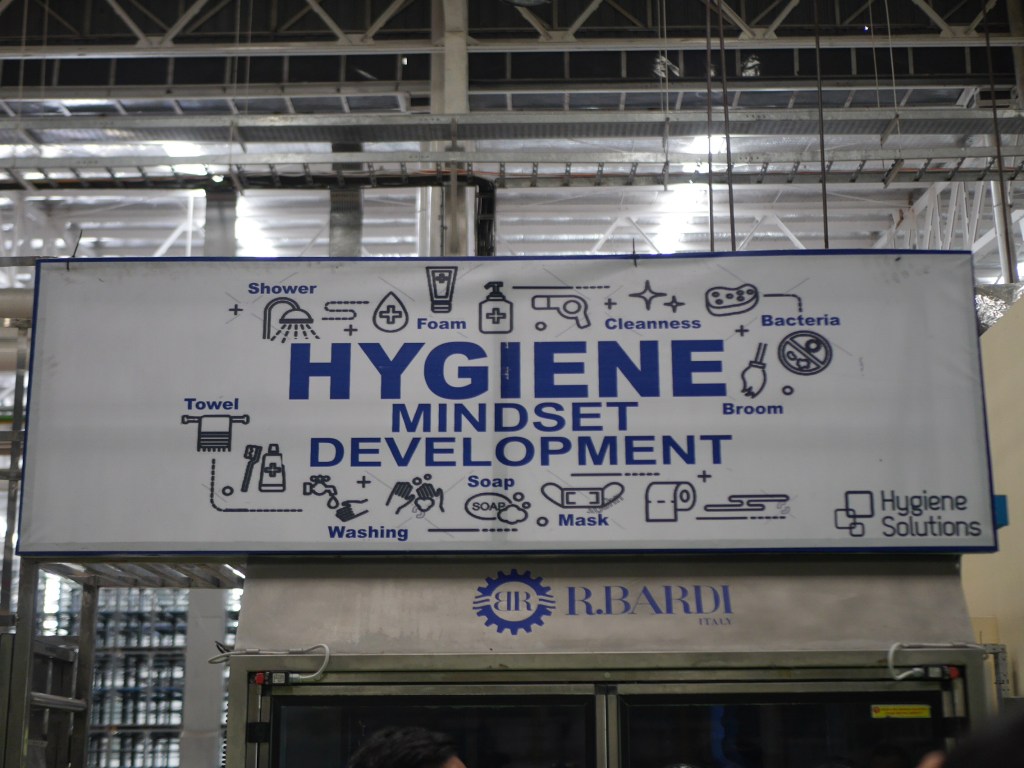 Shower
Foam
Cleanness
Bacteria
HYGIENE
Towel
MINDSET
Broom
DEVELOPMENT
Soap
SOAP
Washing
Mask
Hygiene
Solutions
BR
R.BARDI
ITALY